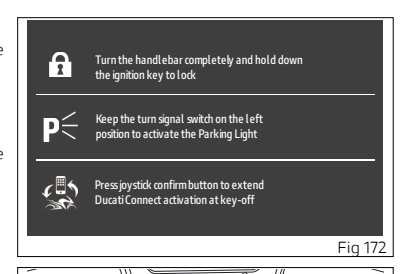 e
Turn the handlebar completely and hold down
the ignition key to lock
P
Keep the turn signal switch on the left
position to activate the Parking Light
e
Press joystick confirm button to extend
Ducati Connect activation at key-off
Fig 172